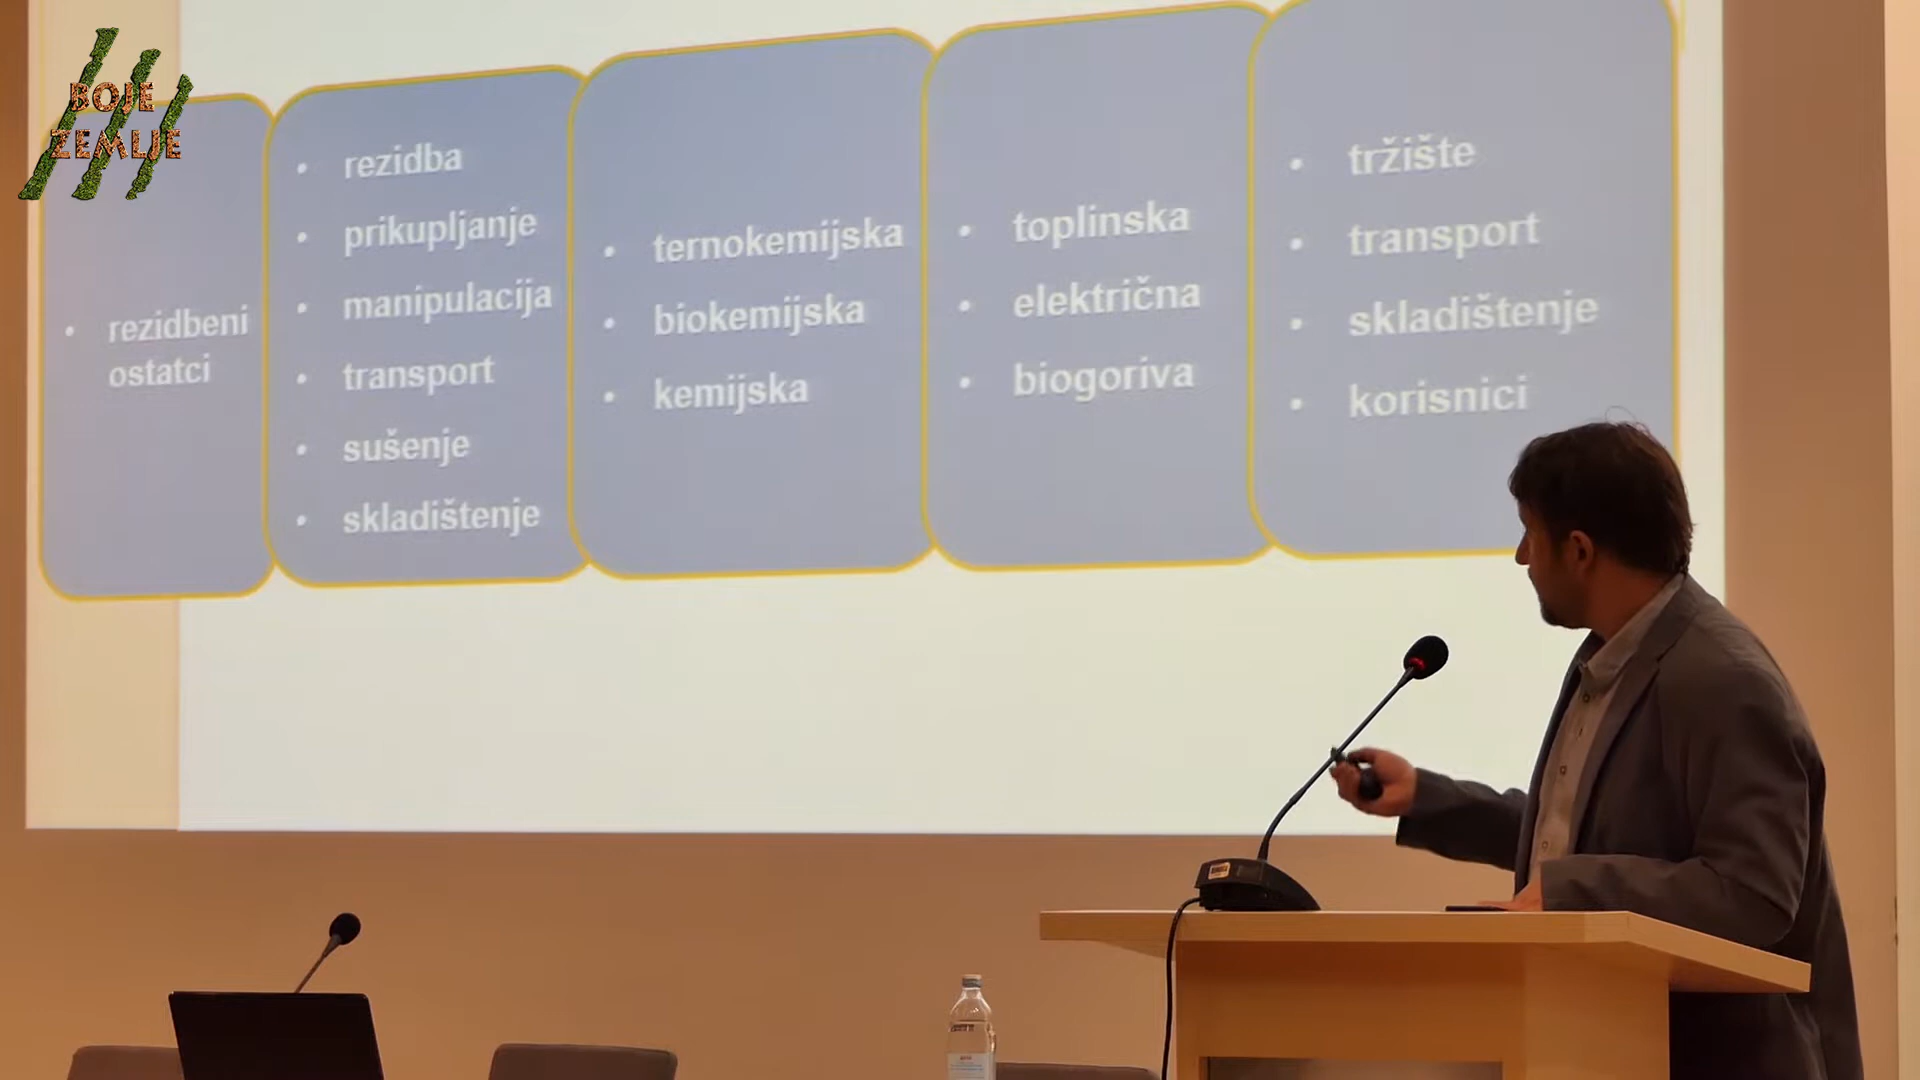 BOJE
ZEMLJE
• rezidbeni
ostatci
• rezidba
• prikupljanje
• manipulacija
• transport
• sušenje
• skladištenje
• ternokemijska
• biokemijska
• kemijska
• toplinska
• električna
• biogoriva
• tržište
• transport
• skladištenje
• korisnici